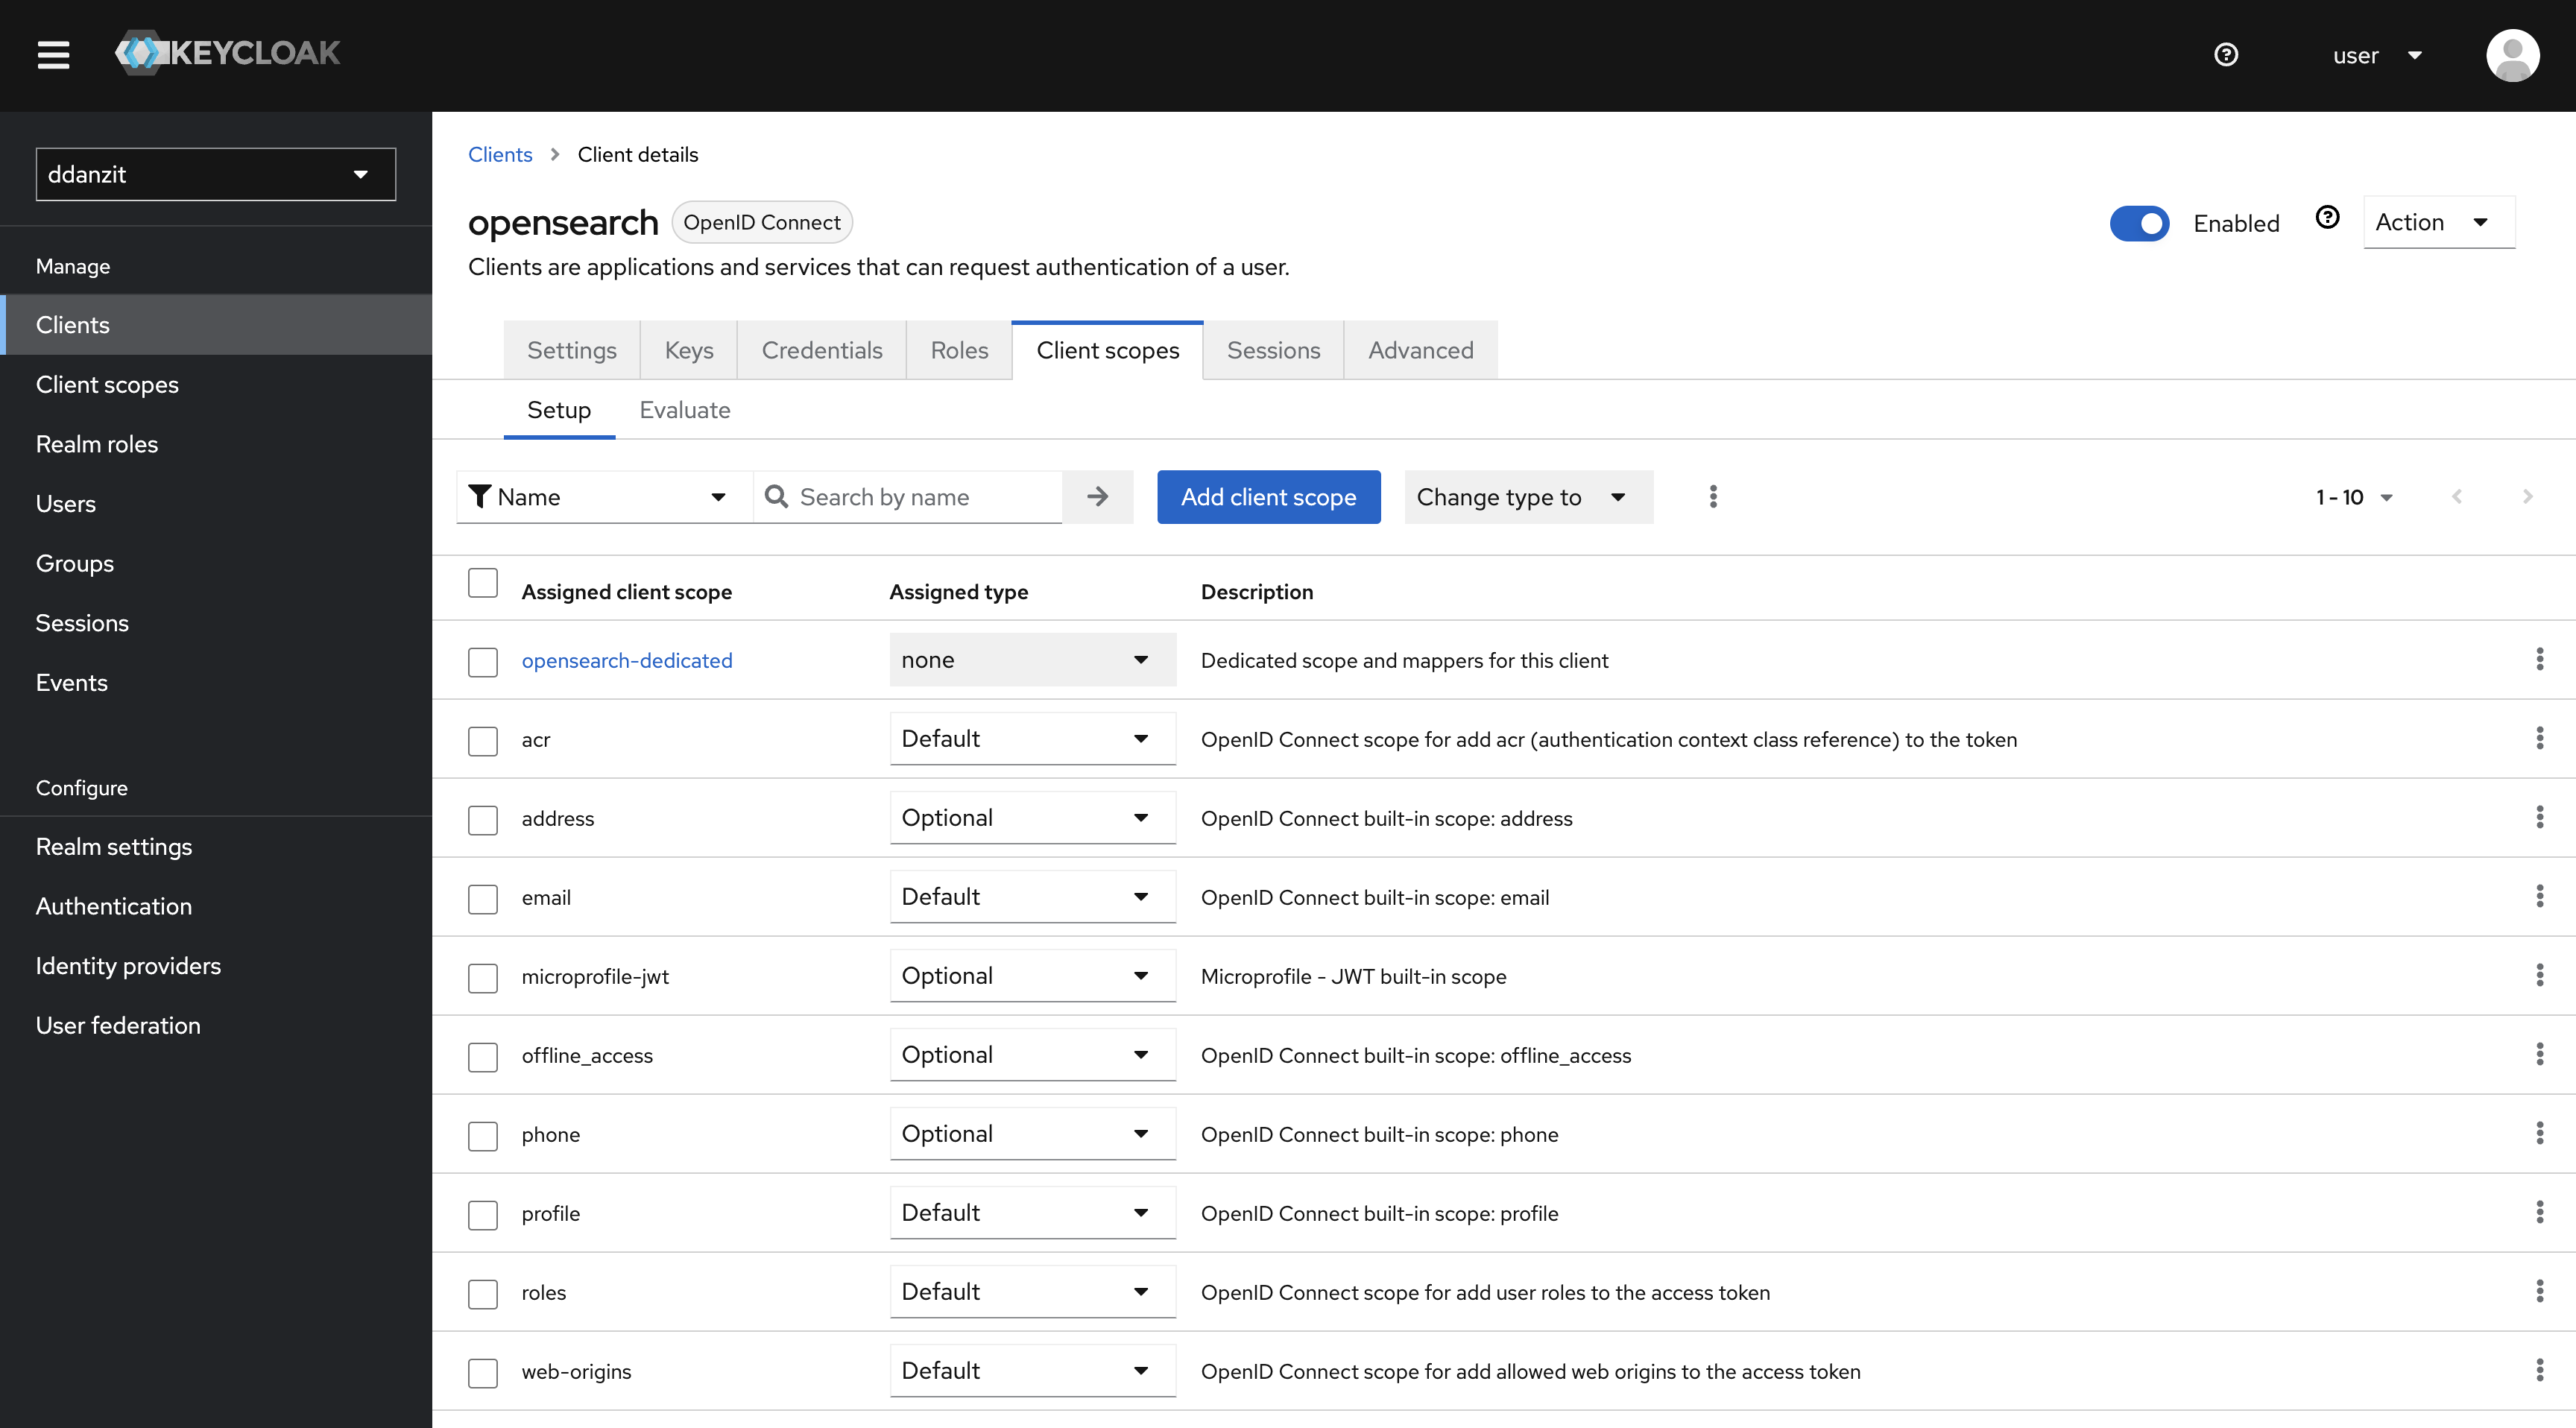 KEYCLOAK
user
ddanzit
Manage
Clients
Client scopes
Realm roles
Users
Groups
Sessions
Events
Configure
Realm settings
Authentication
Identity providers
User federation
Clients > Client details
opensearch OpenID Connect
Enabled
Action
Clients are applications and services that can request authentication of a user.
Settings Keys Credentials Roles Client scopes Sessions Advanced
Setup Evaluate
Name Search by name Add client scope Change type to 1 - 10
Assigned client scope Assigned type Description
opensearch-dedicated none Dedicated scope and mappers for this client
acr Default OpenID Connect scope for add acr (authentication context class reference) to the token
address Optional OpenID Connect built-in scope: address
email Default OpenID Connect built-in scope: email
microprofile-jwt Optional Microprofile - JWT built-in scope
offline_access Optional OpenID Connect built-in scope: offline_access
phone Optional OpenID Connect built-in scope: phone
profile Default OpenID Connect built-in scope: profile
roles Default OpenID Connect scope for add user roles to the access token
web-origins Default OpenID Connect scope for add allowed web origins to the access token